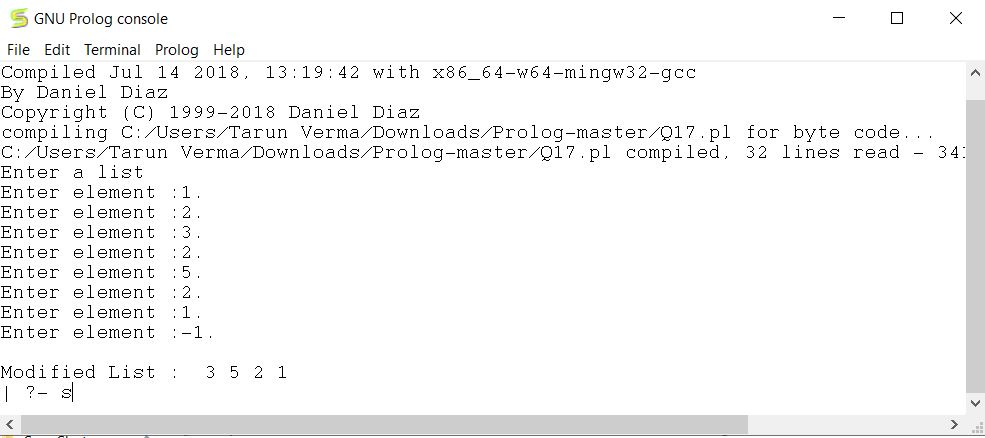 GNU Prolog console
File Edit Terminal Prolog Help
Compiled Jul 14 2018, 13:19:42 with x86_64-w64-mingw32-gcc
By Daniel Diaz
Copyright (C) 1999-2018 Daniel Diaz
compiling C:/Users/Tarun Verma/Downloads/Prolog-master/Q17.pl for byte code...
C:/Users/Tarun Verma/Downloads/Prolog-master/Q17.pl compiled, 32 lines read - 341
Enter a list
Enter element :1.
Enter element :2.
Enter element :3.
Enter element :2.
Enter element :5.
Enter element :2.
Enter element :1.
Enter element :-1.
Modified List :  3 5 2 1
| ?- s